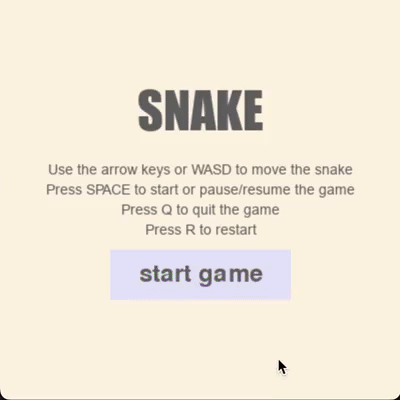 SNAKE
Use the arrow keys or WASD to move the snake
Press SPACE to start or pause/resume the game
Press Q to quit the game
Press R to restart
start game